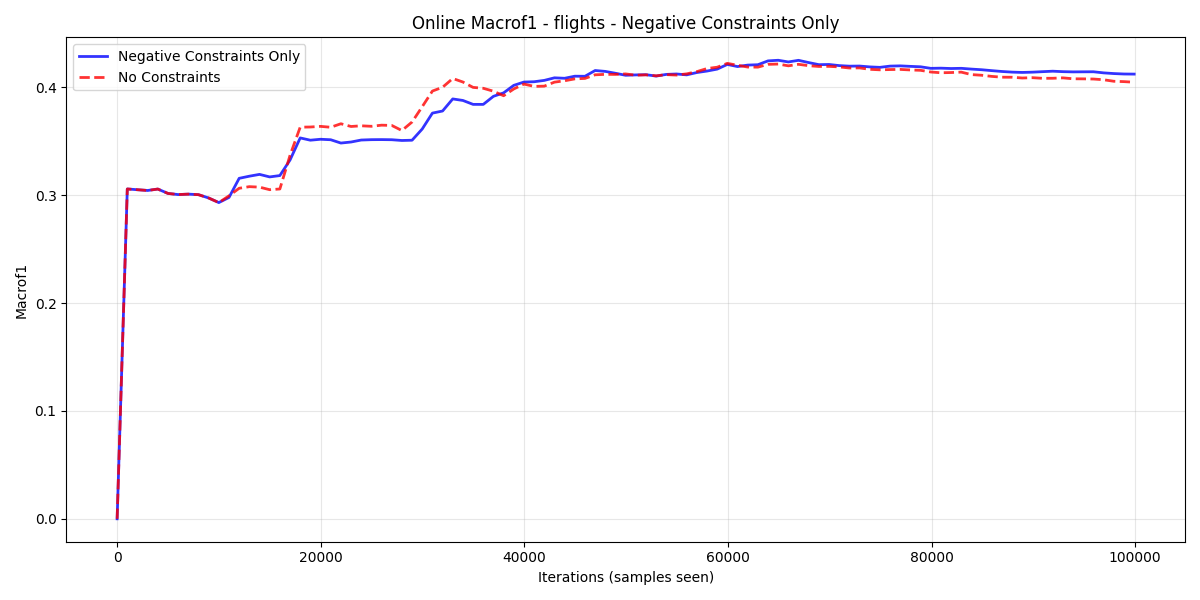 Online Macrof1 - flights - Negative Constraints Only
Negative Constraints Only
No Constraints
Macrof1
0.4
0.3
0.2
0.1
0.0
0
20000
40000
60000
80000
100000
Iterations (samples seen)